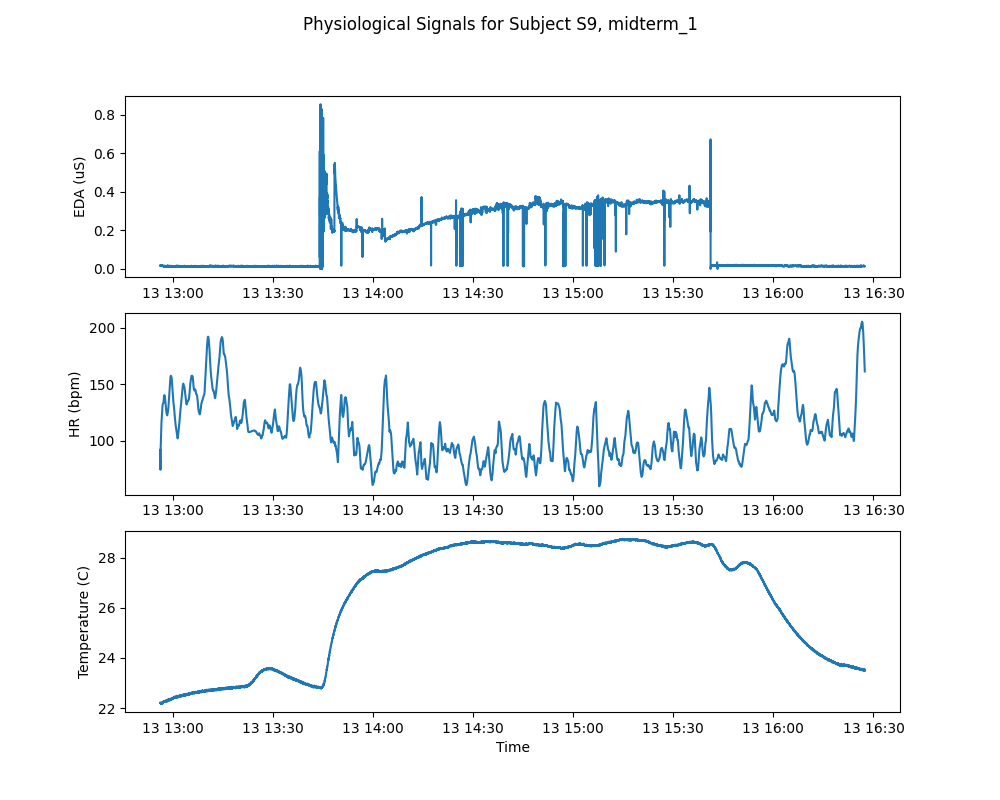 Physiological Signals for Subject S9, midterm_1
EDA (uS)
0.8
0.6
0.4
0.2
0.0
13 13:00 13 13:30 13 14:00 13 14:30 13 15:00 13 15:30 13 16:00 13 16:30
HR (bpm)
200
150
100
13 13:00 13 13:30 13 14:00 13 14:30 13 15:00 13 15:30 13 16:00 13 16:30
Temperature (C)
28
26
24
22
13 13:00 13 13:30 13 14:00 13 14:30 13 15:00 13 15:30 13 16:00 13 16:30
Time